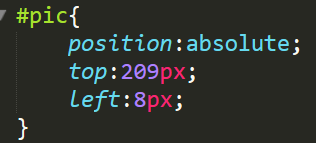 #pic{
    position:absolute;
    top:209px;
    left:8px;
}